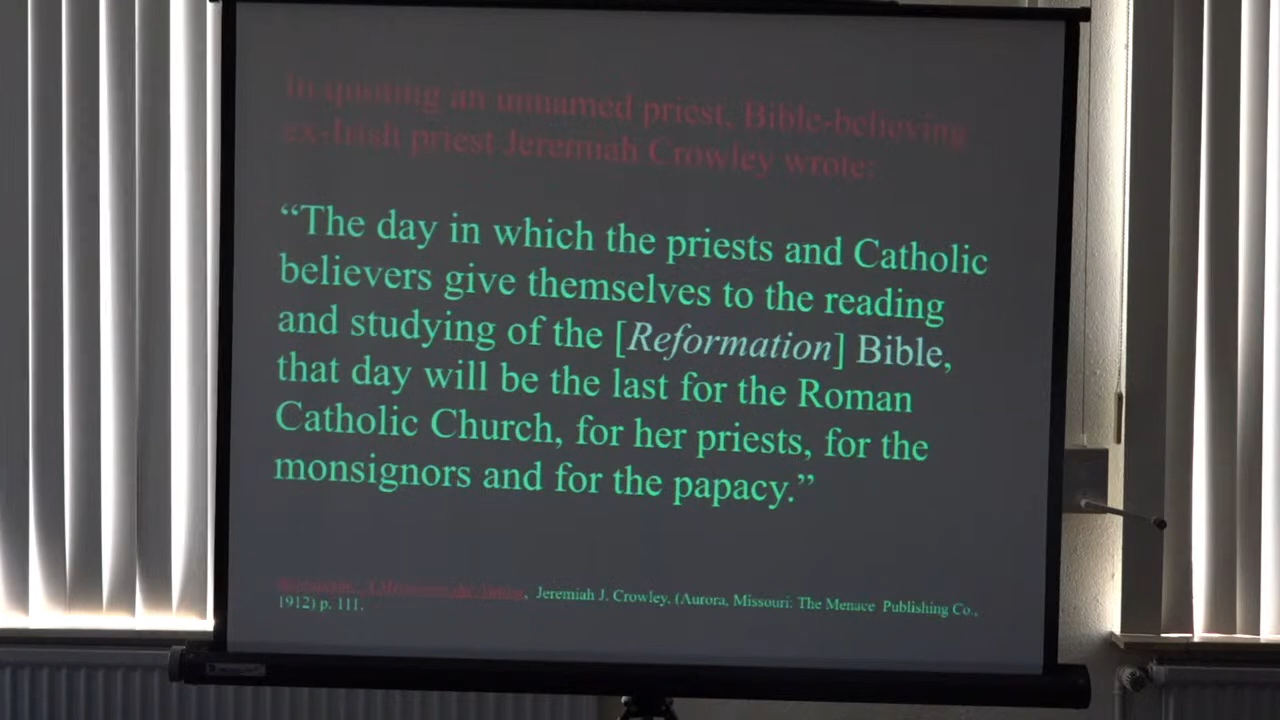 In quoting an unnamed priest, Bible-believing
ex-Irish priest Jeremiah Crowley wrote:
“The day in which the priests and Catholic
believers give themselves to the reading
and studying of the [Reformation] Bible,
that day will be the last for the Roman
Catholic Church, for her priests, for the
monsignors and for the papacy.”
Jeremiah J. Crowley, (Aurora, Missouri: The Menace Publishing Co.,
1912) p. 111.